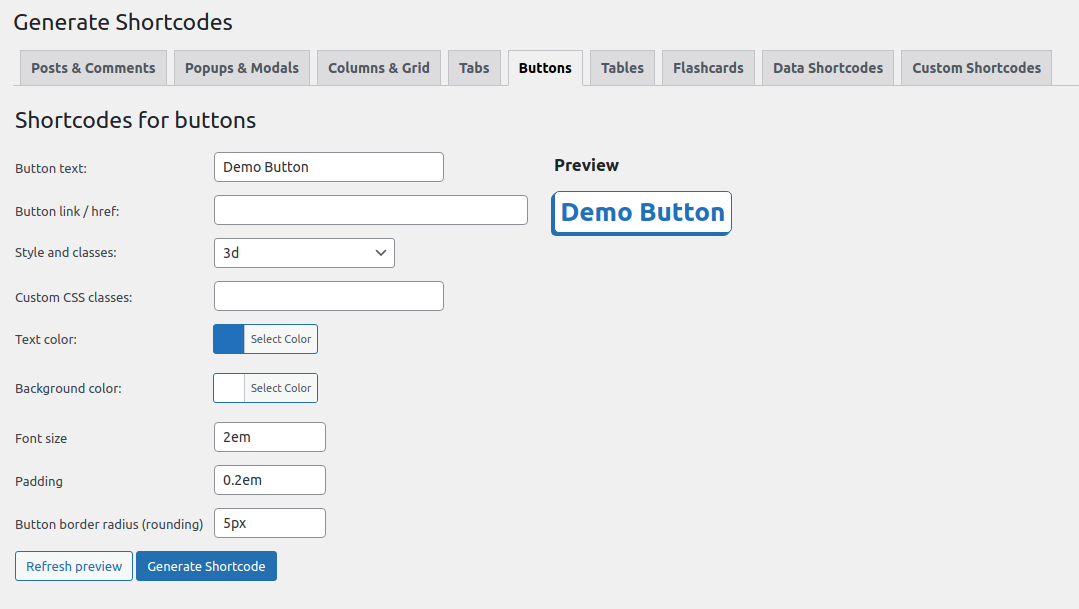 Generate Shortcodes
Posts & Comments Popups & Modals Columns & Grid Tabs Buttons Tables Flashcards Data Shortcodes Custom Shortcodes
Shortcodes for buttons
Button text: Demo Button
Button link / href:
Style and classes: 3d
Custom CSS classes:
Text color: Select Color
Background color: Select Color
Font size 2em
Padding 0.2em
Button border radius (rounding) 5px
Refresh preview Generate Shortcode
Preview
Demo Button